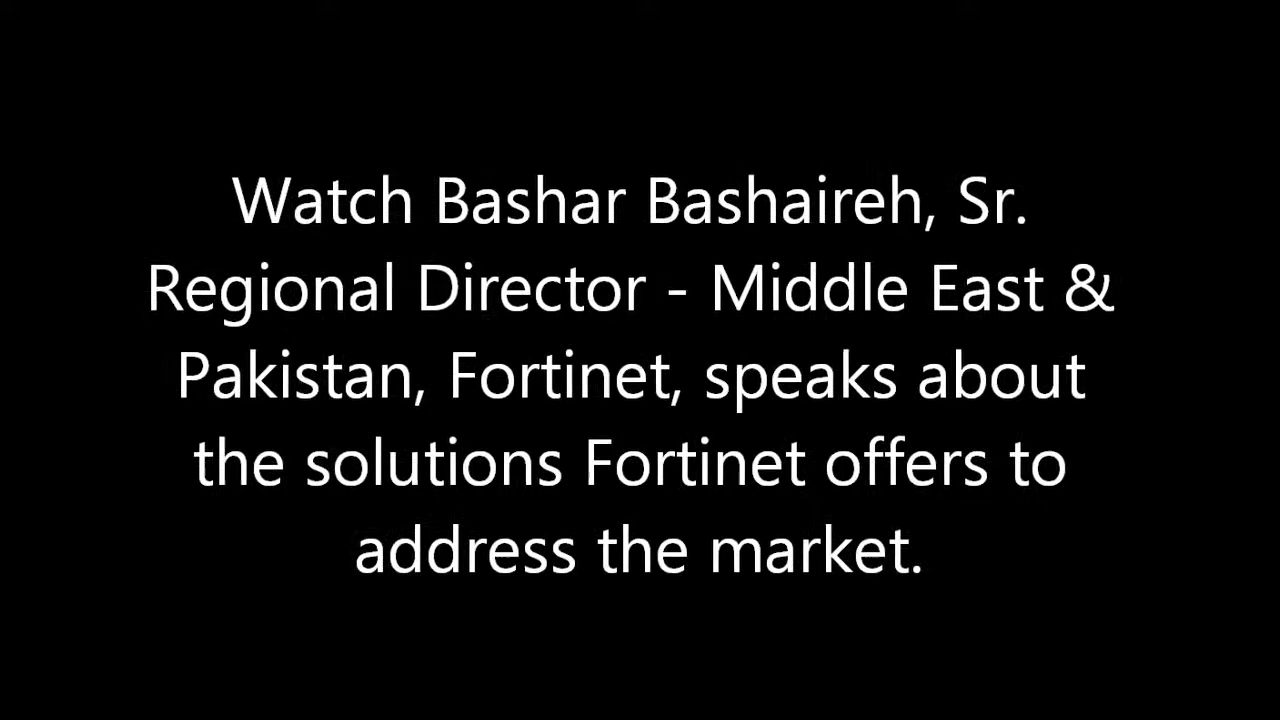 Watch Bashar Bashaireh, Sr.
Regional Director - Middle East &
Pakistan, Fortinet, speaks about
the solutions Fortinet offers to
address the market.